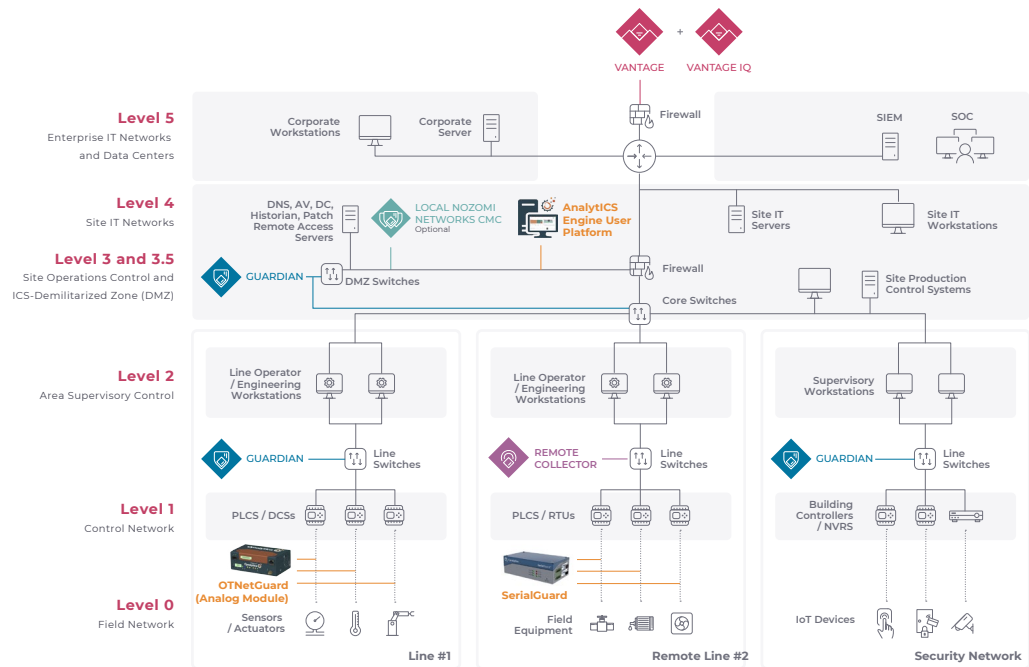 VANTAGE
+
VANTAGE IQ
Level 5
Enterprise IT Networks
and Data Centers
Corporate
Workstations
Corporate
Server
Firewall
SIEM
SOC
Level 4
Site IT Networks
DNS, AV, DC,
Historian, Patch
Remote Access
Servers
LOCAL NOZOMI
NETWORKS CMC
Optional
AnalytICS
Engine User
Platform
Site IT
Servers
Site IT
Workstations
Level 3 and 3.5
Site Operations Control and
ICS-Demilitarized Zone (DMZ)
GUARDIAN
DMZ Switches
Firewall
Core Switches
Site Production
Control Systems
Level 2
Area Supervisory Control
Line Operator
/ Engineering
Workstations
Line Operator
/ Engineering
Workstations
Supervisory
Workstations
GUARDIAN
Line
Switches
REMOTE
COLLECTOR
Line
Switches
GUARDIAN
Line
Switches
Level 1
Control Network
PLCS / DCSs
PLCS / RTUs
Building
Controllers
/ NVRS
OTNetGuard
(Analog Module)
SerialGuard
Level 0
Field Network
Sensors
/ Actuators
Field
Equipment
IoT Devices
Line #1
Remote Line #2
Security Network